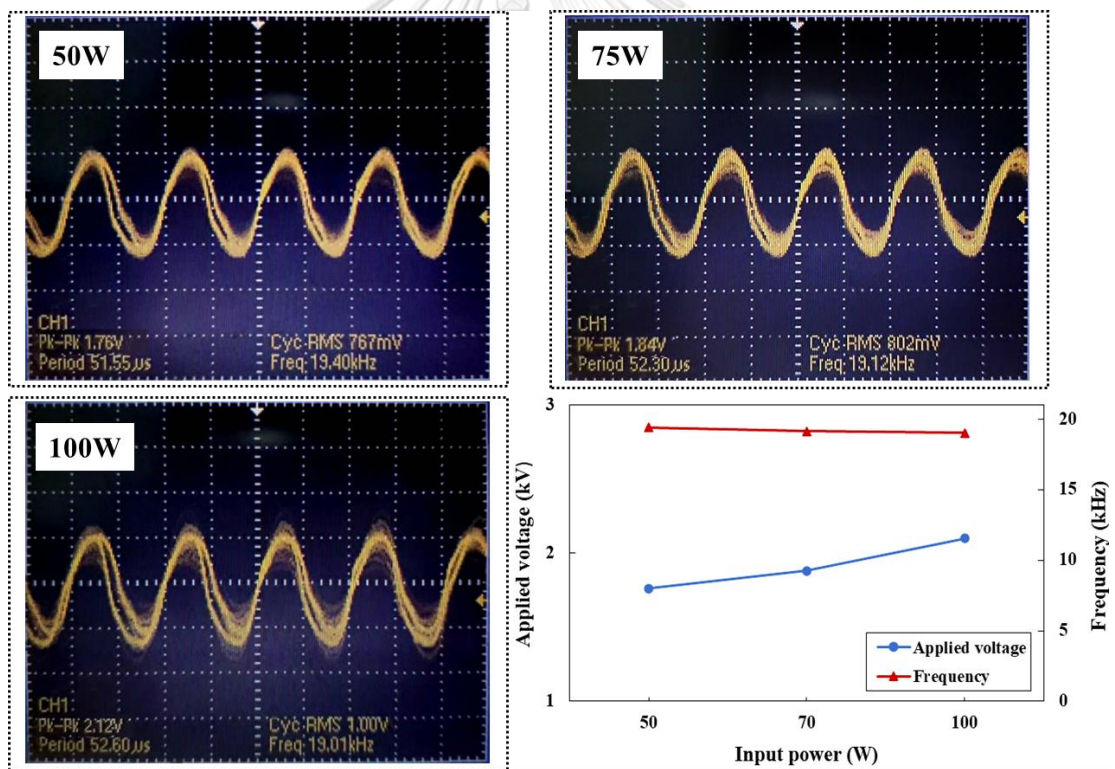 50W
CH1
Pk-Pk 1.76V
Period 51.55µs
Cyc RMS 767mV
Freq 19.40kHz
75W
CH1
Pk-Pk 1.84V
Period 52.30µs
Cyc RMS 802mV
Freq 19.12kHz
100W
CH1
Pk-Pk 2.12V
Period 52.60µs
Cyc RMS 1.00V
Freq 19.01kHz
3
2
1
Applied voltage (kV)
20
15
10
5
0
Frequency (kHz)
Applied voltage
Frequency
50 70 100
Input power (W)